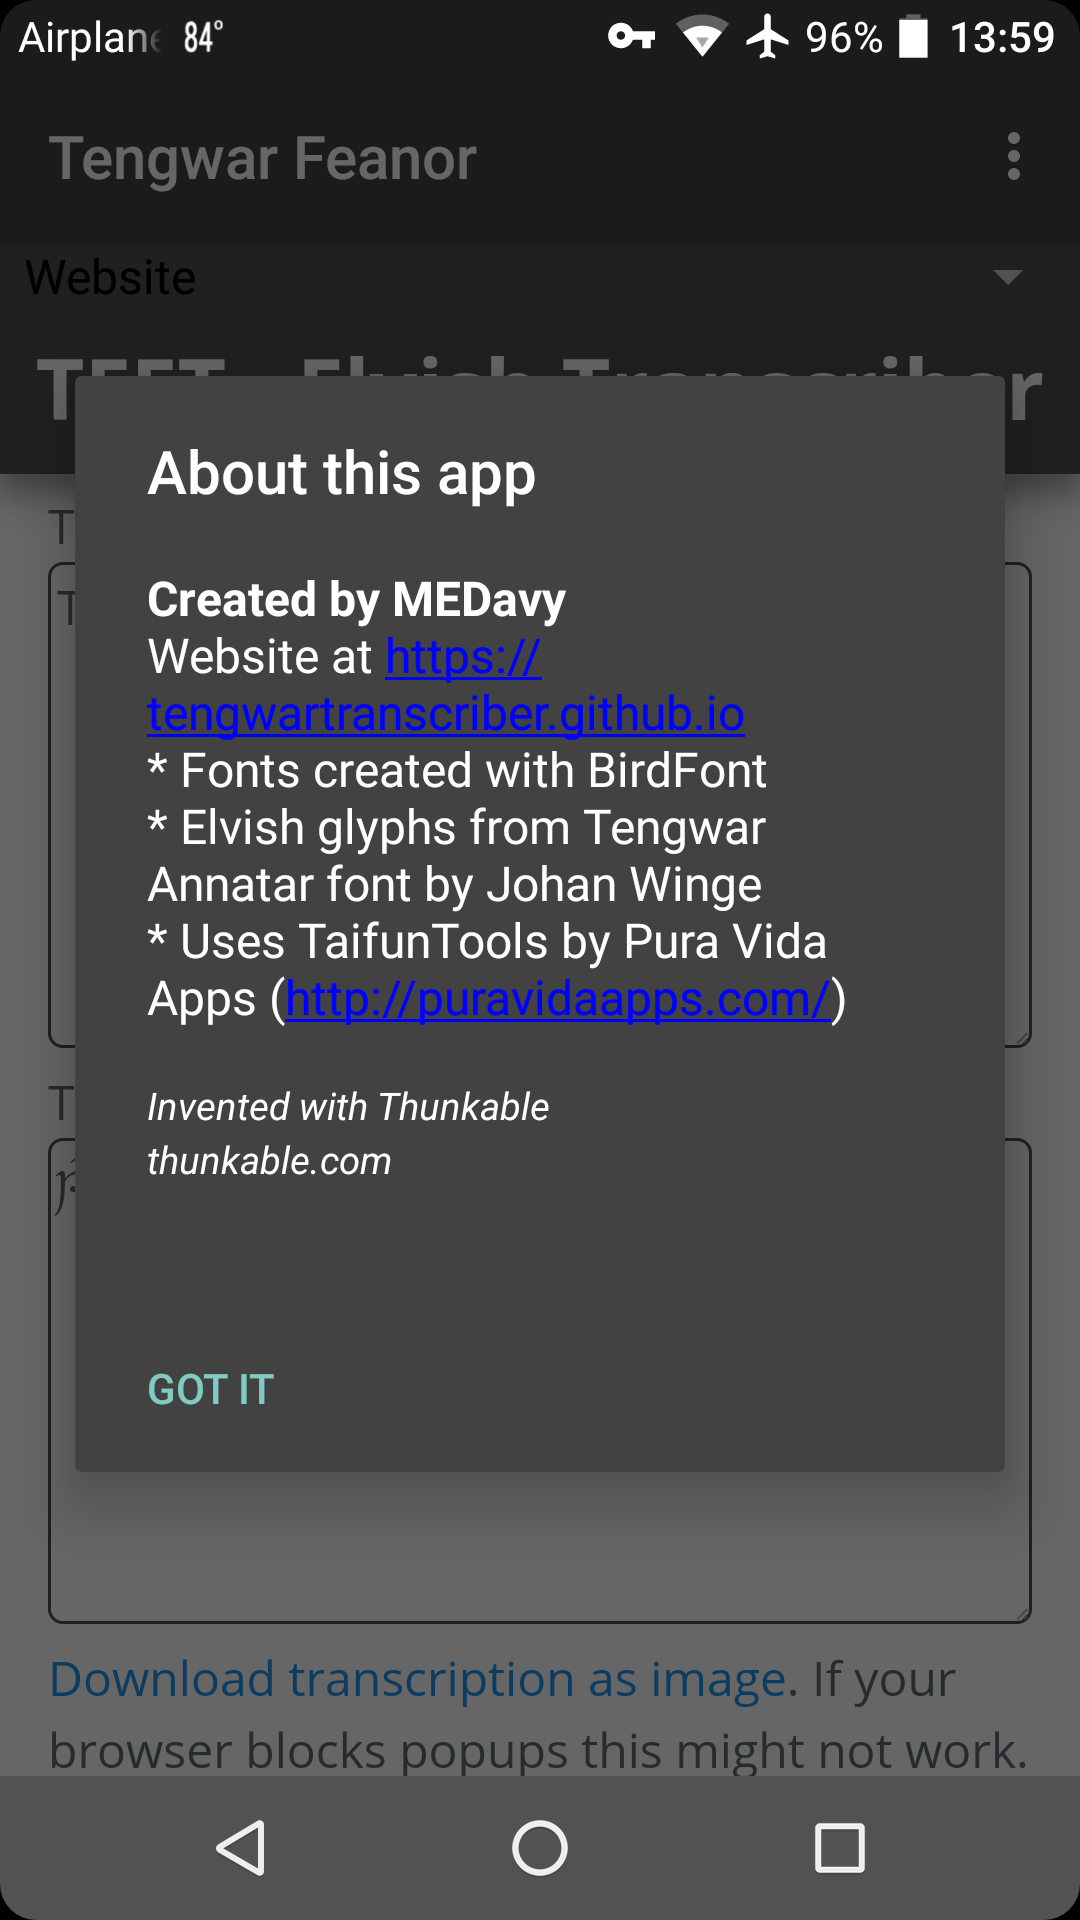 Airplane 84° 96% 13:59
Tengwar Feanor
Website
About this app
Created by MEDavy
Website at https://
tengwartranscriber.github.io
* Fonts created with BirdFont
* Elvish glyphs from Tengwar
Annatar font by Johan Winge
* Uses TaifunTools by Pura Vida
Apps (http://puravidaapps.com/)
Invented with Thunkable
thunkable.com
GOT IT
Download transcription as image. If your
browser blocks popups this might not work.